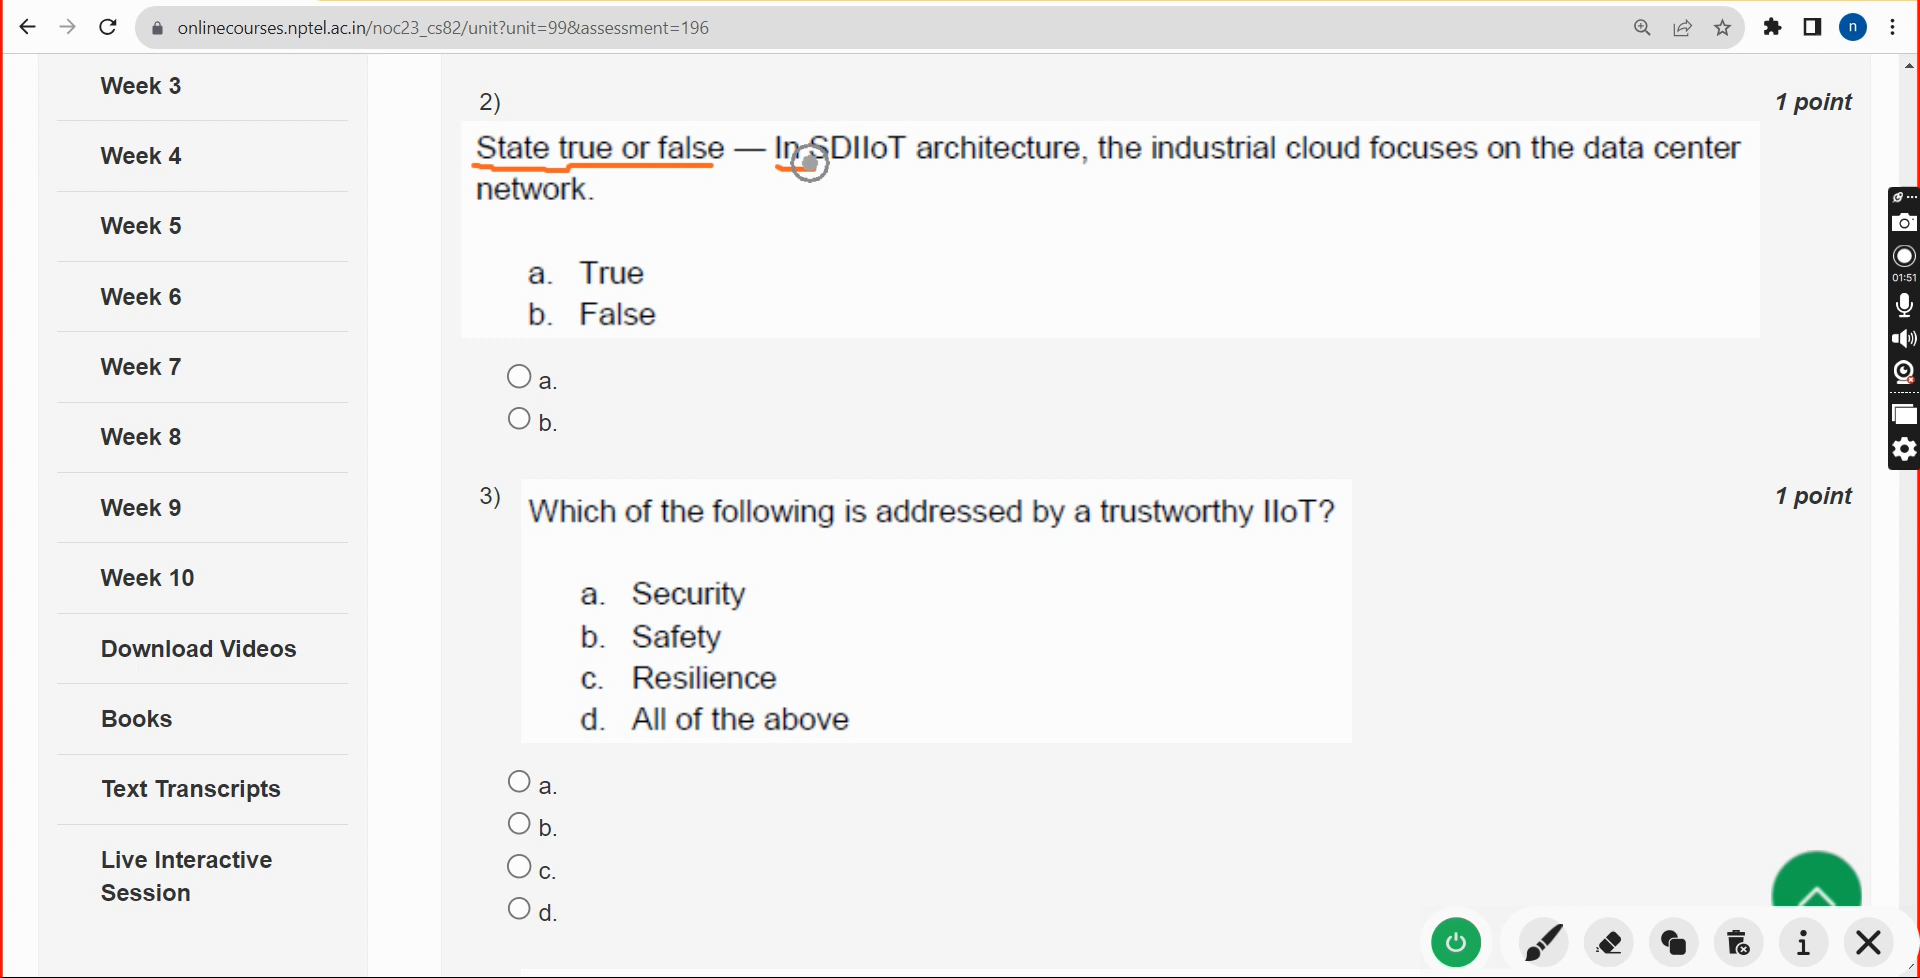 onlinecourses.nptel.ac.in/noc23_cs82/unit?unit=99&assessment=196
n
Week 3
Week 4
Week 5
Week 6
Week 7
Week 8
Week 9
Week 10
Download Videos
Books
Text Transcripts
Live Interactive
Session
2)
1 point
State true or false — In SDIIoT architecture, the industrial cloud focuses on the data center
network.
a. True
b. False
a.
b.
3)
1 point
Which of the following is addressed by a trustworthy IIoT?
a. Security
b. Safety
c. Resilience
d. All of the above
a.
b.
c.
d.
01:51